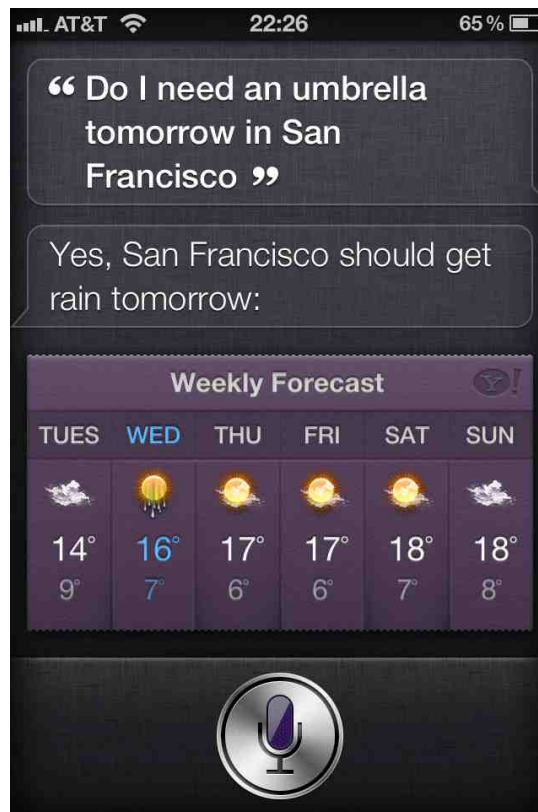 AT&T 22:26 65%
“ Do I need an umbrella
tomorrow in San
Francisco ”
Yes, San Francisco should get
rain tomorrow:
Weekly Forecast Y!
TUES WED THU FRI SAT SUN
14° 16° 17° 17° 18° 18°
9° 7° 6° 6° 7° 8°